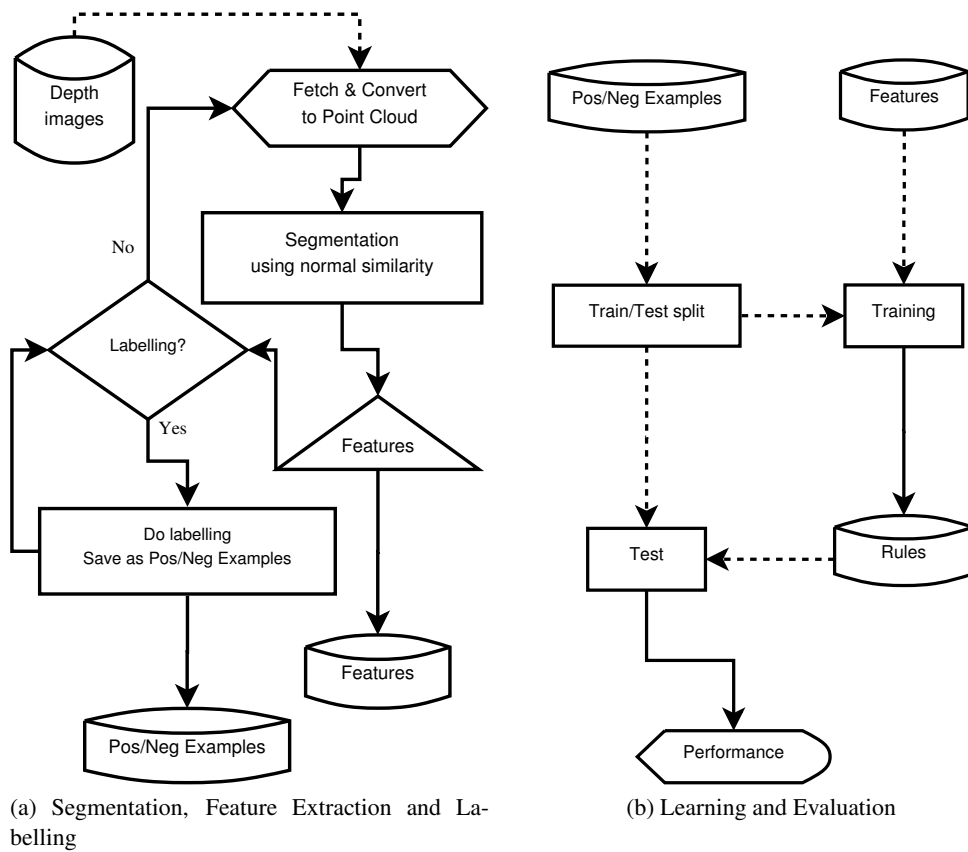 Depth
images
Fetch & Convert
to Point Cloud
Segmentation
using normal similarity
No
Labelling?
Yes
Features
Do labelling
Save as Pos/Neg Examples
Features
Pos/Neg Examples
(a) Segmentation, Feature Extraction and La-
belling
Pos/Neg Examples
Features
Train/Test split
Training
Test
Rules
Performance
(b) Learning and Evaluation